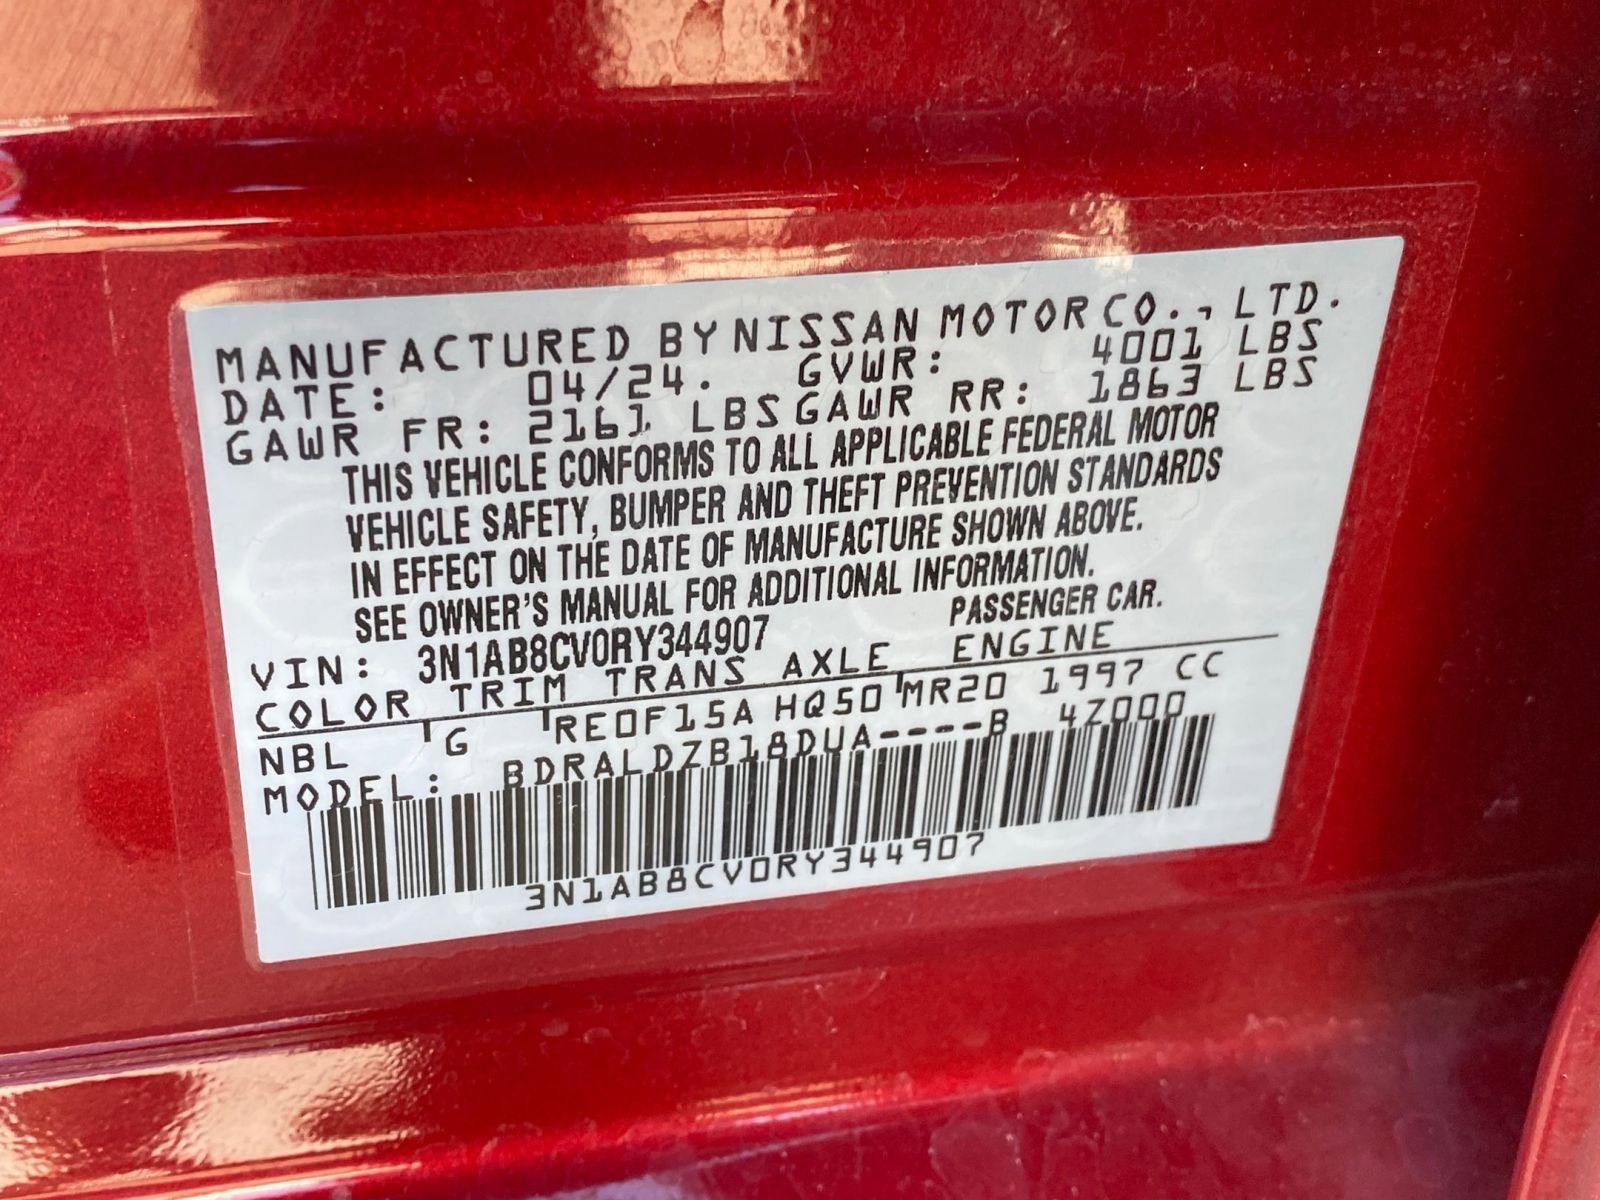 MANUFACTURED BY NISSAN MOTOR CO., LTD.
DATE: 04/24. GVWR: 4001 LBS
GAWR FR: 2161 LBS GAWR RR: 1863 LBS
THIS VEHICLE CONFORMS TO ALL APPLICABLE FEDERAL MOTOR
VEHICLE SAFETY, BUMPER AND THEFT PREVENTION STANDARDS
IN EFFECT ON THE DATE OF MANUFACTURE SHOWN ABOVE.
SEE OWNER'S MANUAL FOR ADDITIONAL INFORMATION.
VIN: 3N1AB8CV0RY344907 PASSENGER CAR.
COLOR TRIM TRANS AXLE ENGINE
NBL G RE0F15A HQ50 MR20 1997 CC
MODEL: BDRALDZB18DUA----B 4Z000
3N1AB8CV0RY344907